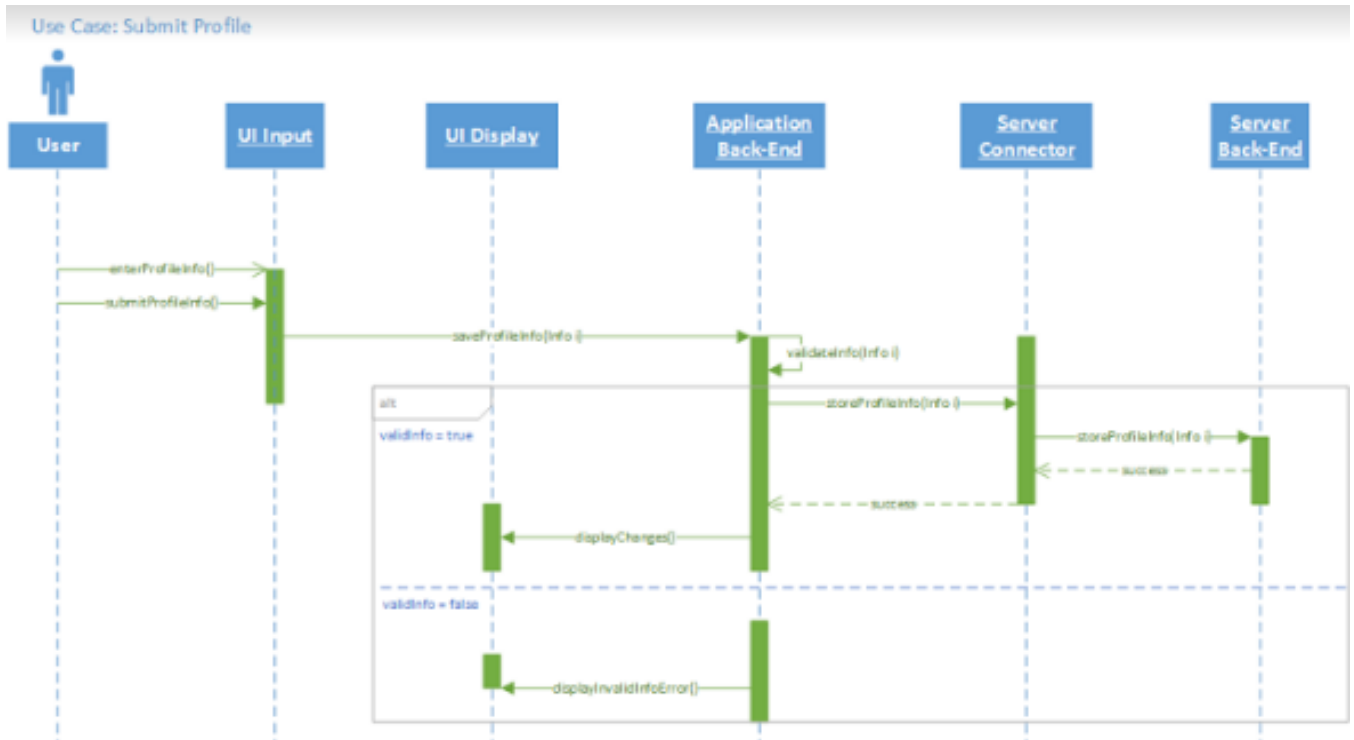 Use Case: Submit Profile
User
UI Input
UI Display
Application
Back-End
Server
Connector
Server
Back-End
enterProfileInfo()
submitProfileInfo()
saveProfileInfo(Info i)
validateInfo(Info i)
alt
storeProfileInfo(Info i)
validInfo = true
storeProfileInfo(Info i)
success
success
displayChanges()
validInfo = false
displayInvalidInfoError()